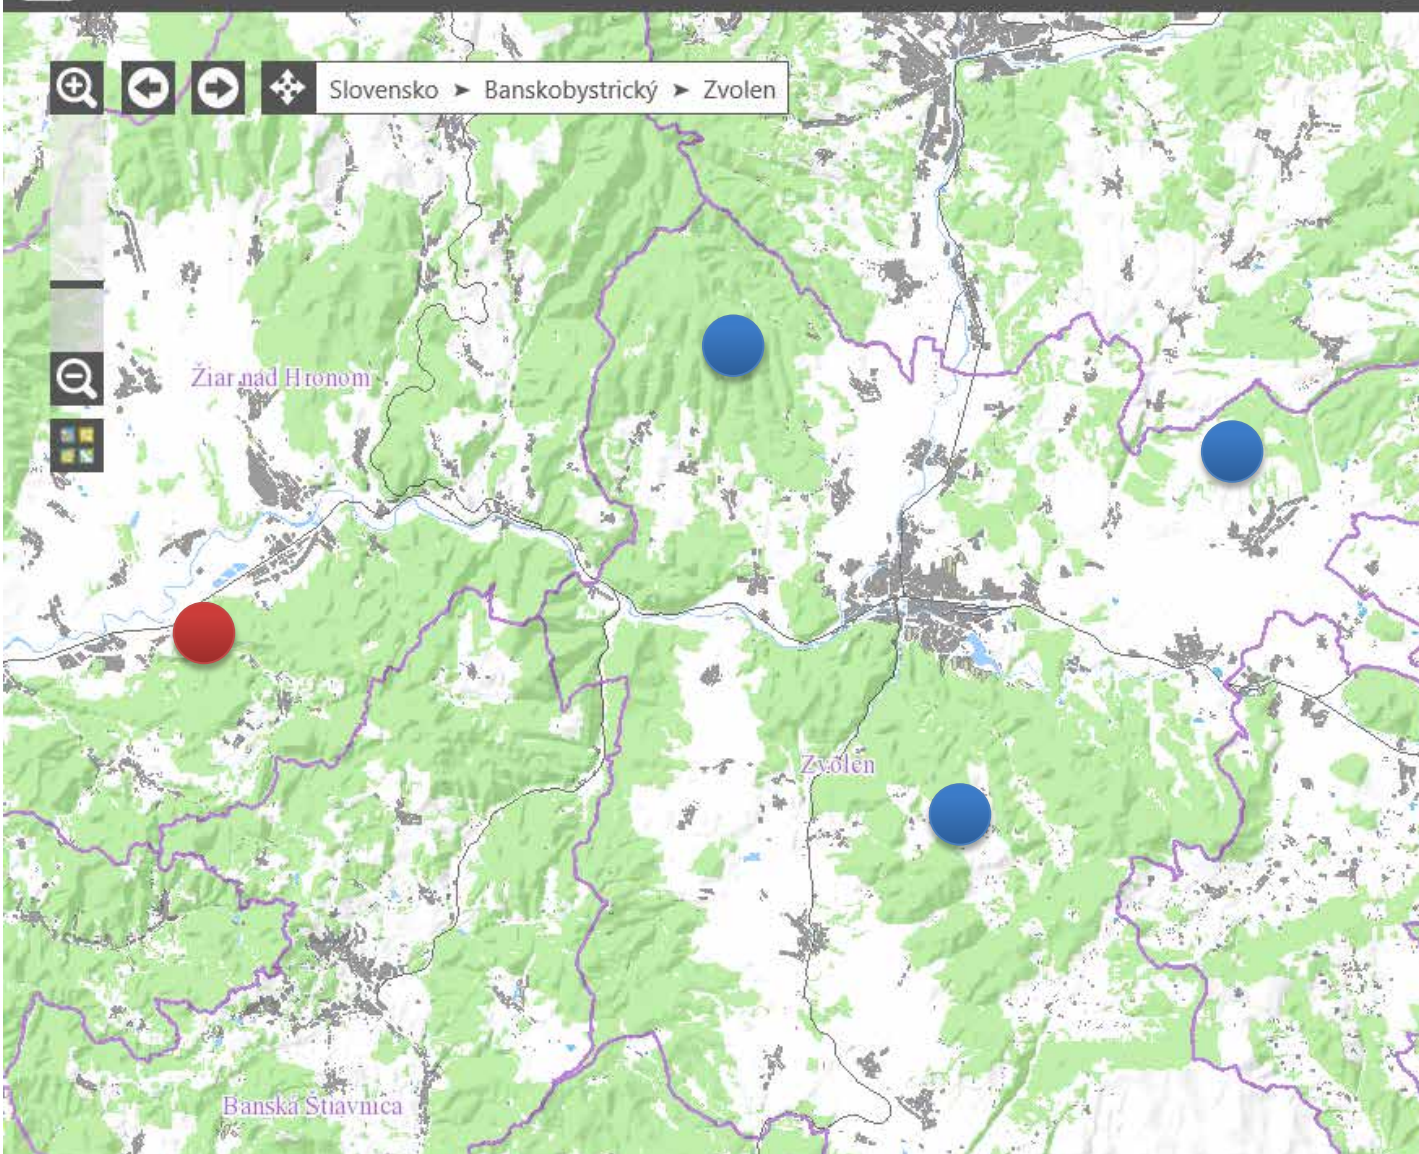 Slovensko ➤ Banskobystrický ➤ Zvolen
Žiar nad Hronom
Zvolen
Banská Štiavnica